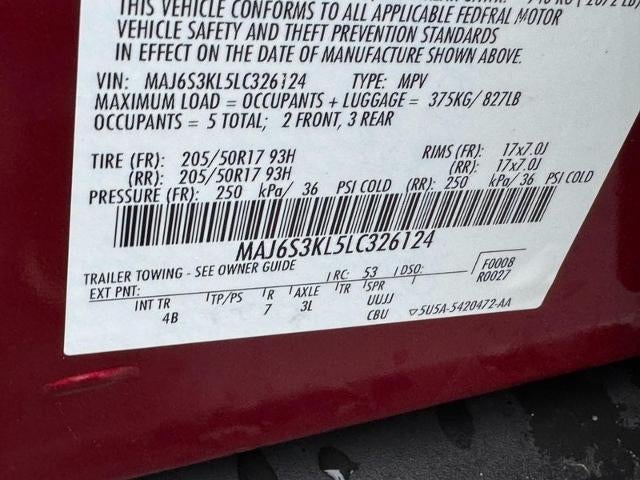 THIS VEHICLE CONFORMS TO ALL APPLICABLE FEDERAL MOTOR
VEHICLE SAFETY AND THEFT PREVENTION STANDARDS
IN EFFECT ON THE DATE OF MANUFACTURE SHOWN ABOVE.
VIN: MAJ6S3KL5LC326124 TYPE: MPV
MAXIMUM LOAD = OCCUPANTS + LUGGAGE = 375KG/ 827LB
OCCUPANTS = 5 TOTAL; 2 FRONT, 3 REAR
TIRE (FR): 205/50R17 93H RIMS (FR): 17x7.0J
(RR): 205/50R17 93H (RR): 17x7.0J
PRESSURE (FR): 250 kPa/ 36 PSI COLD (RR): 250 kPa/36 PSI COLD
MAJ6S3KL5LC326124
TRAILER TOWING - SEE OWNER GUIDE
EXT PNT: RC: 53 DSO: F0008
R0027
INT TR TP/PS R AXLE TR SPR
4B 7 3L UUJJ
CBU 5U5A-5420472-AA